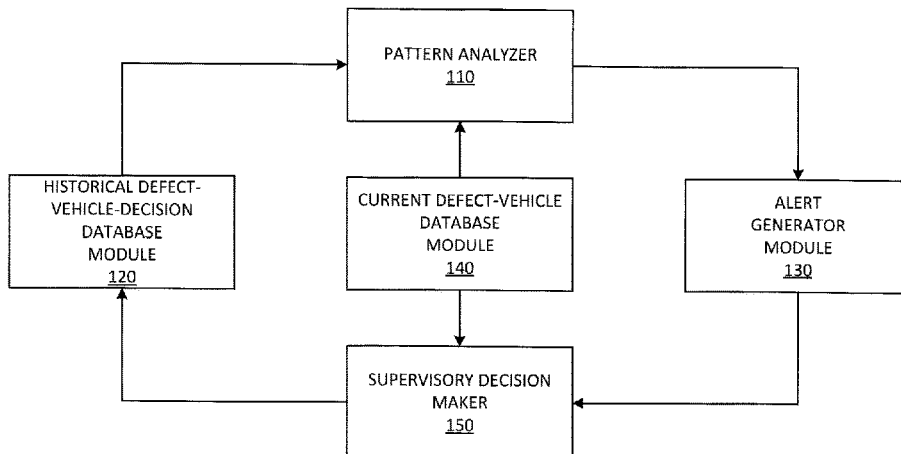 PATTERN ANALYZER
110
HISTORICAL DEFECT-
VEHICLE-DECISION
DATABASE
MODULE
120
CURRENT DEFECT-VEHICLE
DATABASE
MODULE
140
ALERT
GENERATOR
MODULE
130
SUPERVISORY DECISION
MAKER
150